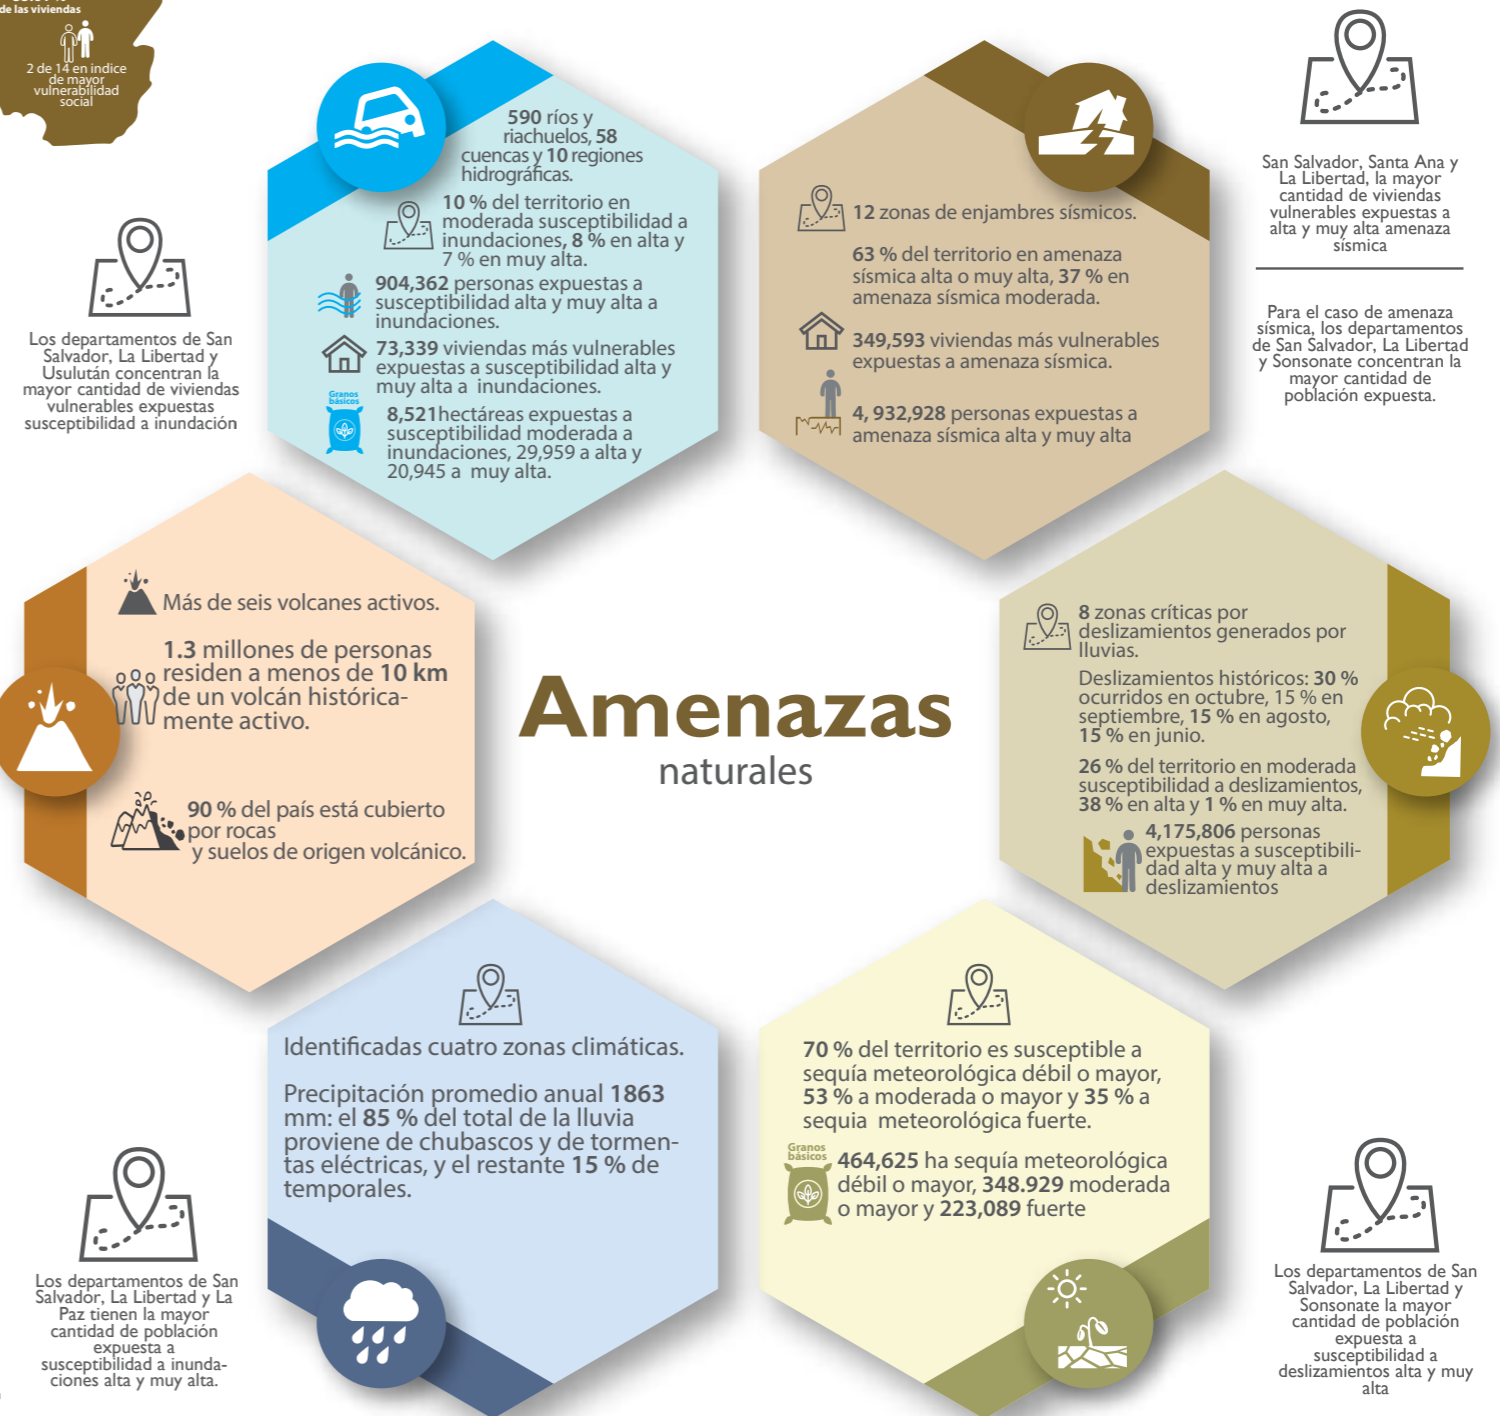 de las viviendas
2 de 14 en indice
de mayor
vulnerabilidad
social
590 ríos y
riachuelos, 58
cuencas y 10 regiones
hidrográficas.
10 % del territorio en
moderada susceptibilidad a
inundaciones, 8 % en alta y
7 % en muy alta.
904,362 personas expuestas a
susceptibilidad alta y muy alta a
inundaciones.
73,339 viviendas más vulnerables
expuestas a susceptibilidad alta y
muy alta a inundaciones.
Granos
básicos
8,521hectáreas expuestas a
susceptibilidad moderada a
inundaciones, 29,959 a alta y
20,945 a muy alta.
Los departamentos de San
Salvador, La Libertad y
Usulután concentran la
mayor cantidad de viviendas
vulnerables expuestas
susceptibilidad a inundación
12 zonas de enjambres sísmicos.
63 % del territorio en amenaza
sísmica alta o muy alta, 37 % en
amenaza sísmica moderada.
349,593 viviendas más vulnerables
expuestas a amenaza sísmica.
4, 932,928 personas expuestas a
amenaza sísmica alta y muy alta
San Salvador, Santa Ana y
La Libertad, la mayor
cantidad de viviendas
vulnerables expuestas a
alta y muy alta amenaza
sísmica
Para el caso de amenaza
sísmica, los departamentos
de San Salvador, La Libertad
y Sonsonate concentran la
mayor cantidad de
población expuesta.
Más de seis volcanes activos.
1.3 millones de personas
residen a menos de 10 km
de un volcán histórica-
mente activo.
90 % del país está cubierto
por rocas
y suelos de origen volcánico.
Amenazas
naturales
8 zonas críticas por
deslizamientos generados por
lluvias.
Deslizamientos históricos: 30 %
ocurridos en octubre, 15 % en
septiembre, 15 % en agosto,
15 % en junio.
26 % del territorio en moderada
susceptibilidad a deslizamientos,
38 % en alta y 1 % en muy alta.
4,175,806 personas
expuestas a susceptibili-
dad alta y muy alta a
deslizamientos
Identificadas cuatro zonas climáticas.
Precipitación promedio anual 1863
mm: el 85 % del total de la lluvia
proviene de chubascos y de tormen-
tas eléctricas, y el restante 15 % de
temporales.
70 % del territorio es susceptible a
sequía meteorológica débil o mayor,
53 % a moderada o mayor y 35 % a
sequia meteorológica fuerte.
Granos
básicos
464,625 ha sequía meteorológica
débil o mayor, 348.929 moderada
o mayor y 223,089 fuerte
Los departamentos de San
Salvador, La Libertad y La
Paz tienen la mayor
cantidad de población
expuesta a
susceptibilidad a inunda-
ciones alta y muy alta.
Los departamentos de San
Salvador, La Libertad y
Sonsonate la mayor
cantidad de población
expuesta a
susceptibilidad a
deslizamientos alta y muy
alta